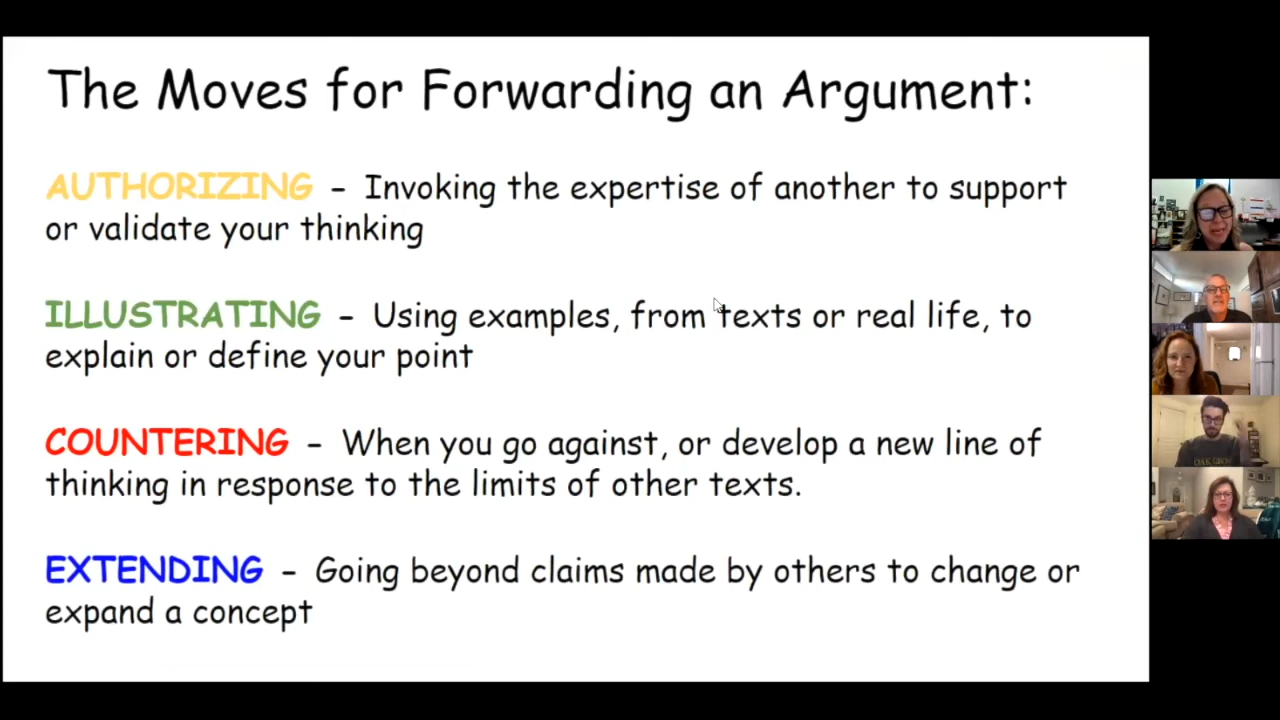 The Moves for Forwarding an Argument:
AUTHORIZING - Invoking the expertise of another to support
or validate your thinking
ILLUSTRATING - Using examples, from texts or real life, to
explain or define your point
COUNTERING - When you go against, or develop a new line of
thinking in response to the limits of other texts.
EXTENDING - Going beyond claims made by others to change or
expand a concept